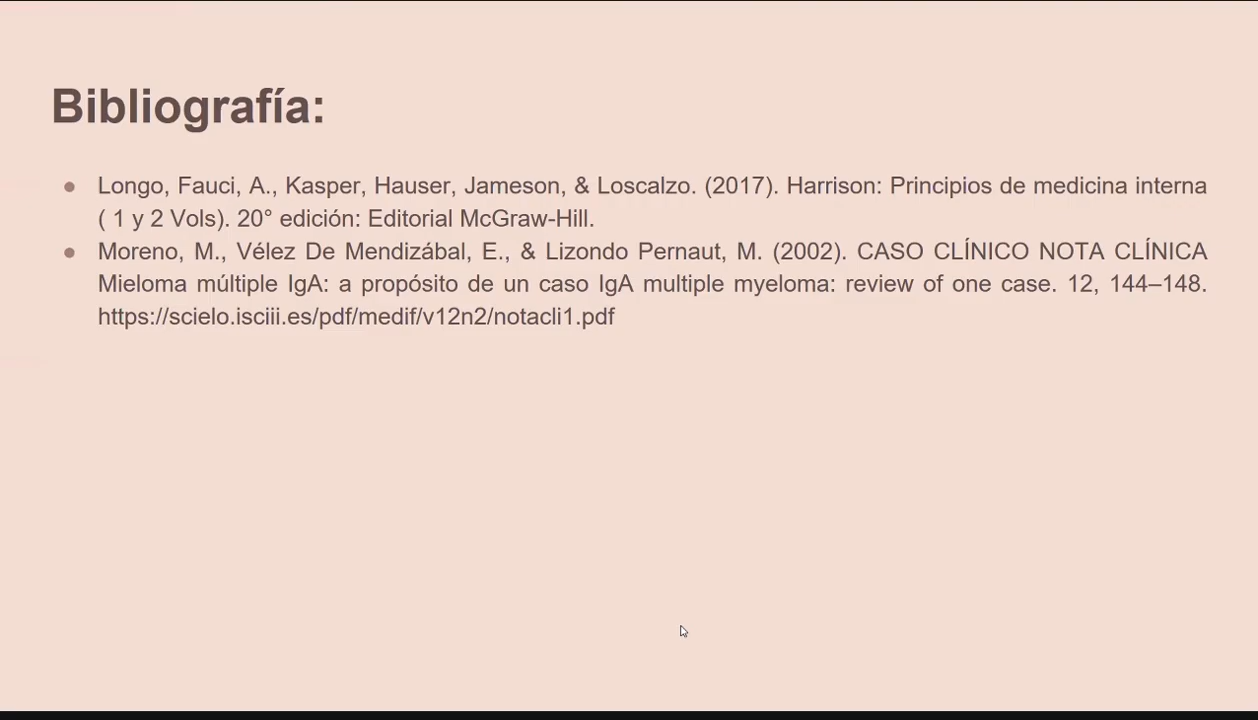 Bibliografía:
● Longo, Fauci, A., Kasper, Hauser, Jameson, & Loscalzo. (2017). Harrison: Principios de medicina interna
( 1 y 2 Vols). 20° edición: Editorial McGraw-Hill.
● Moreno, M., Vélez De Mendizábal, E., & Lizondo Pernaut, M. (2002). CASO CLÍNICO NOTA CLÍNICA
Mieloma múltiple IgA: a propósito de un caso IgA multiple myeloma: review of one case. 12, 144–148.
https://scielo.isciii.es/pdf/medif/v12n2/notacli1.pdf